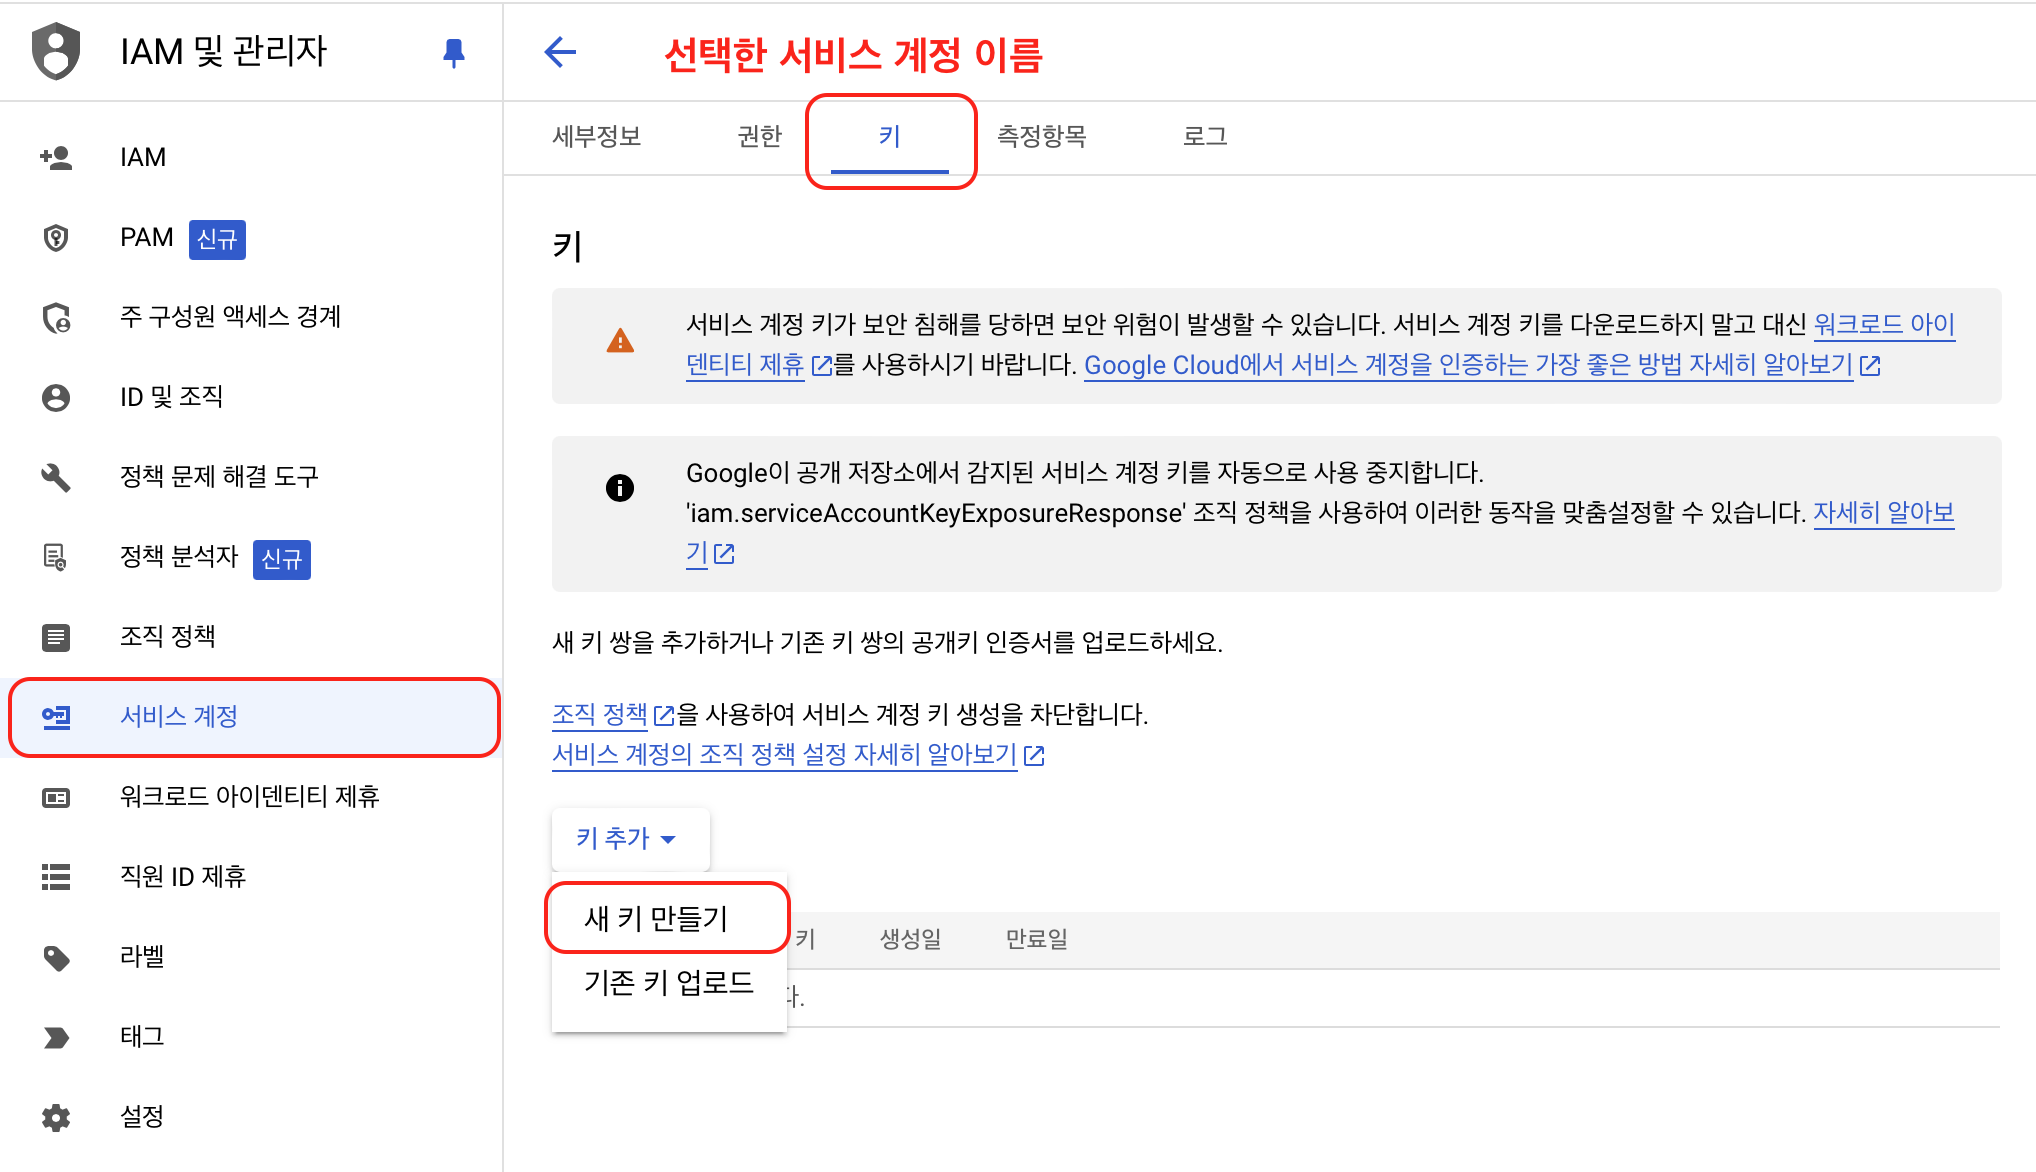 IAM 및 관리자
선택한 서비스 계정 이름
IAM
PAM 신규
주 구성원 액세스 경계
ID 및 조직
정책 문제 해결 도구
정책 분석자 신규
조직 정책
서비스 계정
워크로드 아이덴티티 제휴
직원 ID 제휴
라벨
태그
설정
세부정보 권한 키 측정항목 로그
키
서비스 계정 키가 보안 침해를 당하면 보안 위험이 발생할 수 있습니다. 서비스 계정 키를 다운로드하지 말고 대신 워크로드 아이
덴티티 제휴를 사용하시기 바랍니다. Google Cloud에서 서비스 계정을 인증하는 가장 좋은 방법 자세히 알아보기
Google이 공개 저장소에서 감지된 서비스 계정 키를 자동으로 사용 중지합니다.
'iam.serviceAccountKeyExposureResponse' 조직 정책을 사용하여 이러한 동작을 맞춤설정할 수 있습니다. 자세히 알아보
기
새 키 쌍을 추가하거나 기존 키 쌍의 공개키 인증서를 업로드하세요.
조직 정책을 사용하여 서비스 계정 키 생성을 차단합니다.
서비스 계정의 조직 정책 설정 자세히 알아보기
키 추가
새 키 만들기
기존 키 업로드
키 생성일 만료일
다.